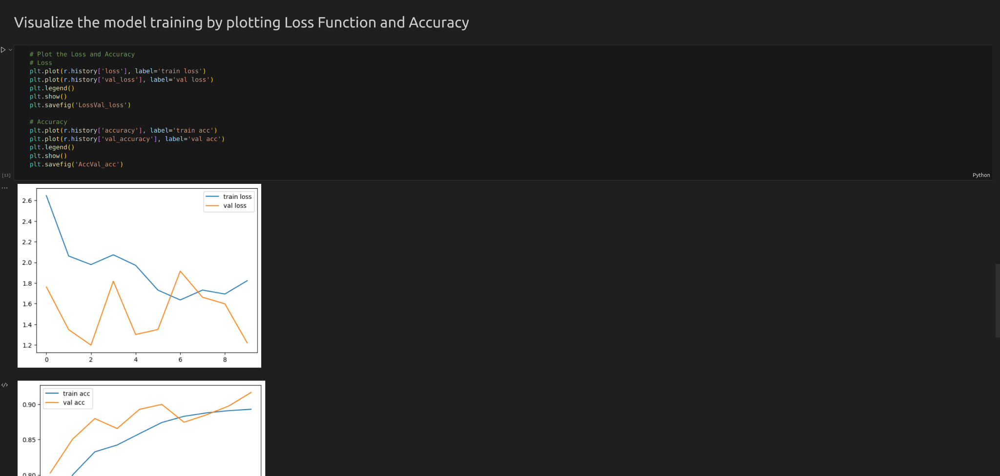 Visualize the model training by plotting Loss Function and Accuracy
# Plot the Loss and Accuracy
# Loss
plt.plot(r.history['loss'], label='train loss')
plt.plot(r.history['val_loss'], label='val loss')
plt.legend()
plt.show()
plt.savefig('LossVal_loss')
# Accuracy
plt.plot(r.history['accuracy'], label='train acc')
plt.plot(r.history['val_accuracy'], label='val acc')
plt.legend()
plt.show()
plt.savefig('AccVal_acc')
[13]
Python
train loss
val loss
2.6
2.4
2.2
2.0
1.8
1.6
1.4
1.2
0 2 4 6 8
train acc
val acc
0.90
0.85
0.80